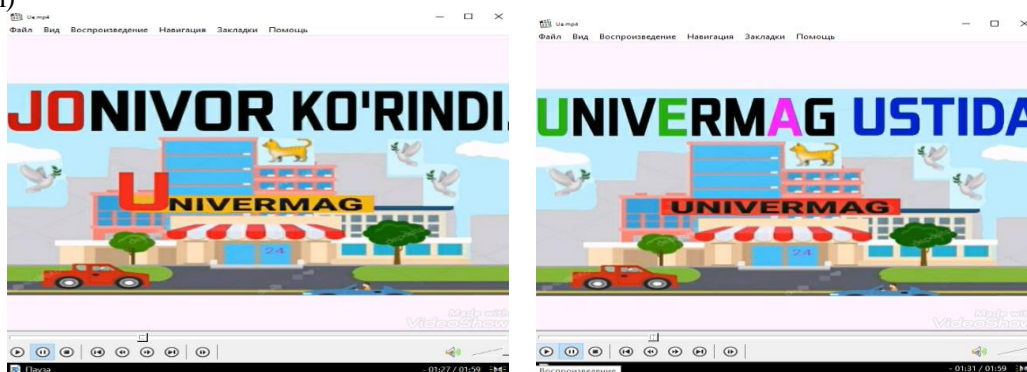 Ua.mp4
Файл Вид Воспроизведение Навигация Закладки Помощь
JONIVOR KO'RINDI.
UNIVERMAG
24
Made with
VideoShow
Пауза
- 01:27 / 01:59
Ua.mp4
Файл Вид Воспроизведение Навигация Закладки Помощь
UNIVERMAG USTIDA
UNIVERMAG
24
Made with
VideoShow
Воспроизведение
- 01:31 / 01:59